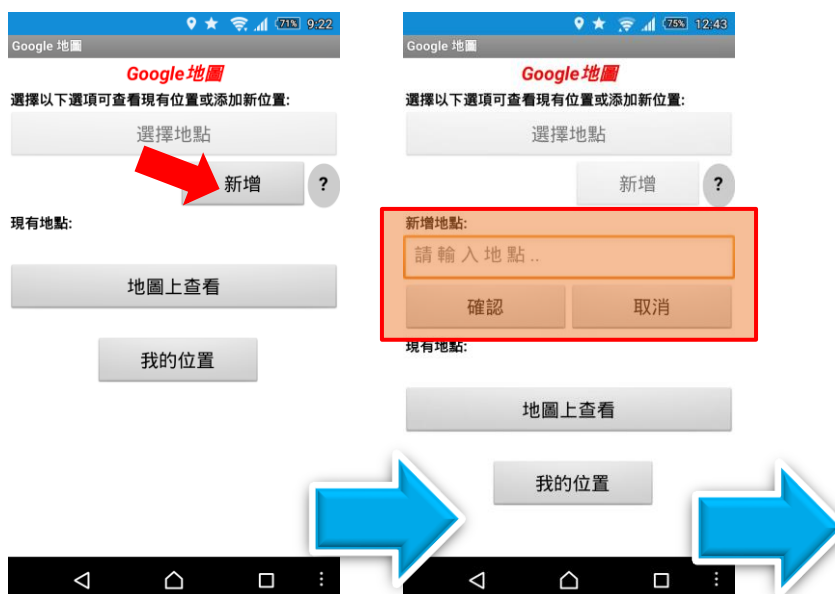 71% 9:22
Google 地圖
Google地圖
選擇以下選項可查看現有位置或添加新位置:
選擇地點
新增
?
現有地點:
地圖上查看
我的位置
75% 12:43
Google 地圖
Google地圖
選擇以下選項可查看現有位置或添加新位置:
選擇地點
新增
?
新增地點:
請輸入地點..
確認 取消
現有地點:
地圖上查看
我的位置